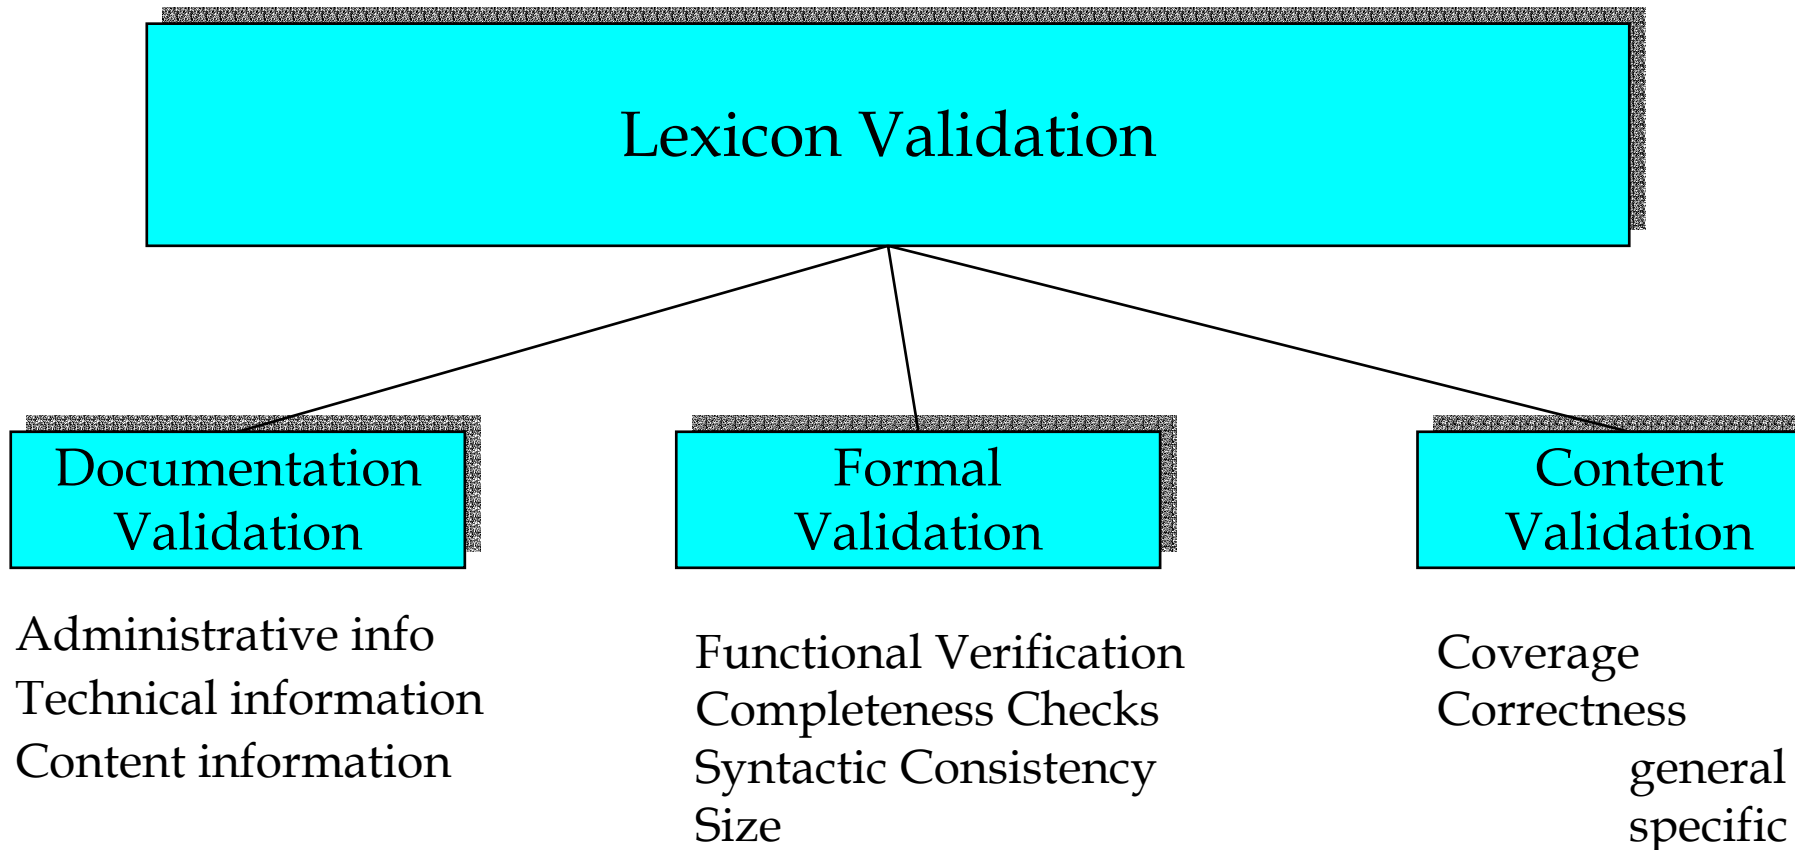 Lexicon Validation
Documentation
Validation
Administrative info
Technical information
Content information
Formal
Validation
Functional Verification
Completeness Checks
Syntactic Consistency
Size
Content
Validation
Coverage
Correctness
general
specific